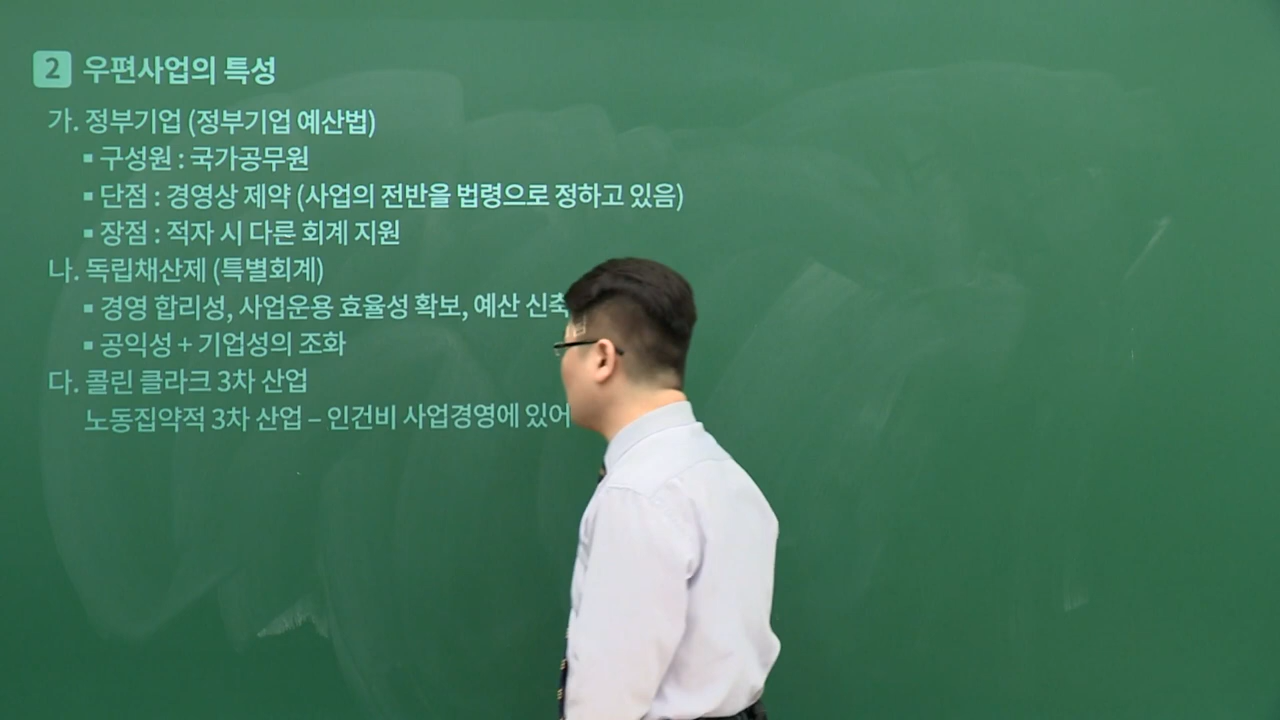 2 우편사업의 특성
가. 정부기업 (정부기업 예산법)
▪ 구성원 : 국가공무원
▪ 단점 : 경영상 제약 (사업의 전반을 법령으로 정하고 있음)
▪ 장점 : 적자 시 다른 회계 지원
나. 독립채산제 (특별회계)
▪ 경영 합리성, 사업운용 효율성 확보, 예산 신축
▪ 공익성 + 기업성의 조화
다. 콜린 클라크 3차 산업
노동집약적 3차 산업 – 인건비 사업경영에 있어